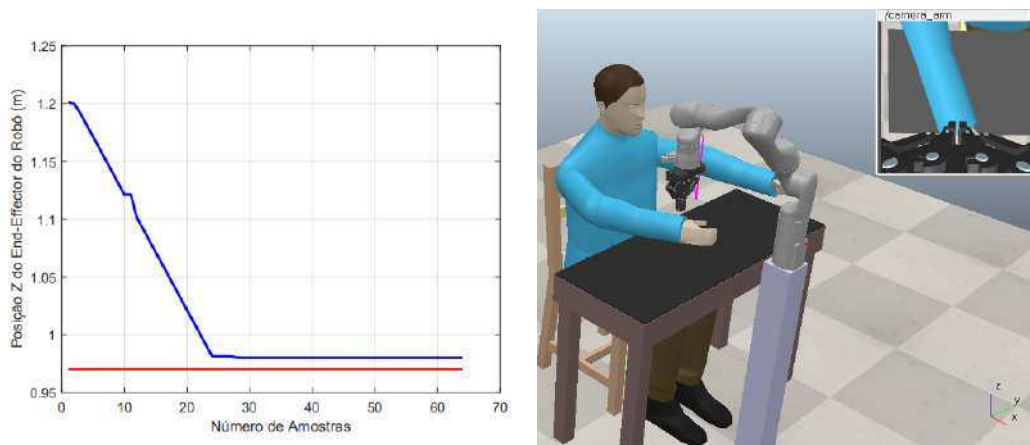 1.25
1.2
1.15
1.1
1.05
1
0.95
Posição Z do End-Effector do Robô (m)
0 10 20 30 40 50 60 70
Número de Amostras
/camera_arm
z
y
x